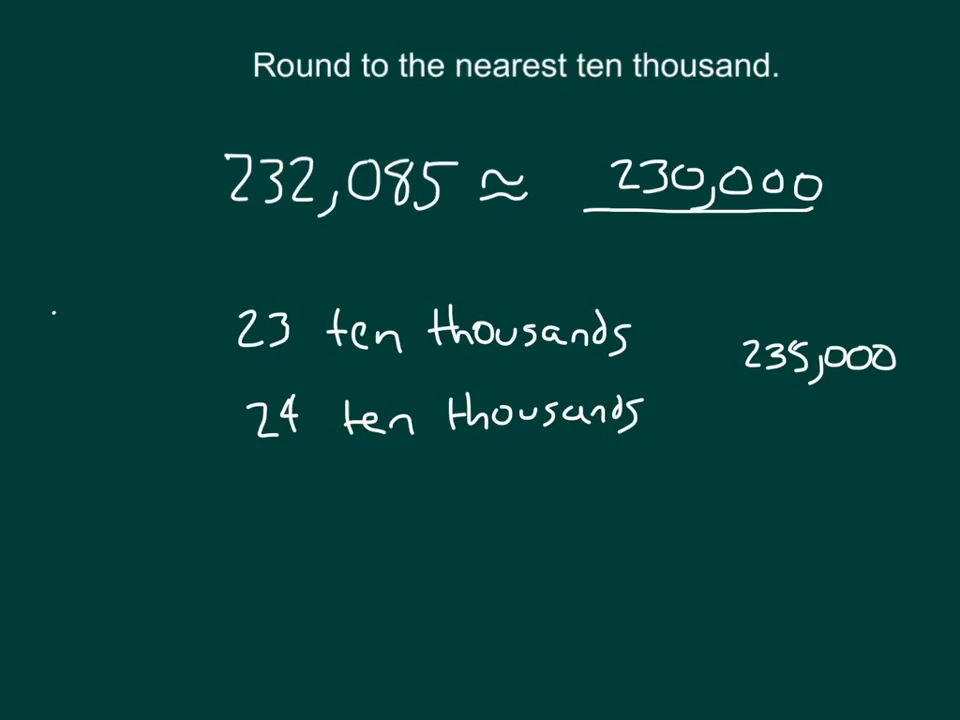 Round to the nearest ten thousand.
232,085 ≈ 230,000
23 ten thousands
235,000
24 ten thousands